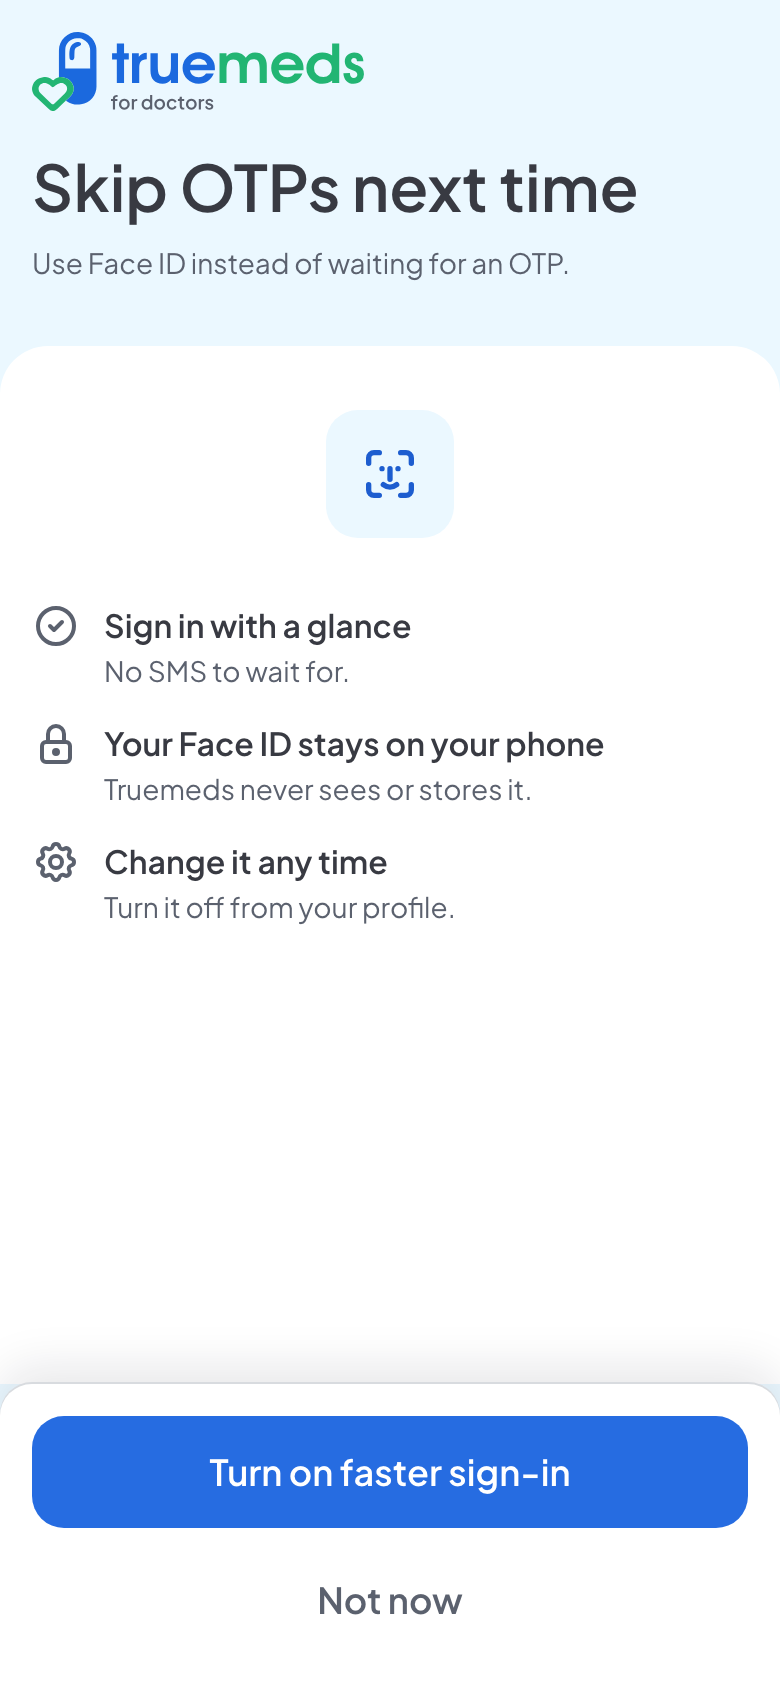 truemeds
for doctors
Skip OTPs next time
Use Face ID instead of waiting for an OTP.
Sign in with a glance
No SMS to wait for.
Your Face ID stays on your phone
Truemeds never sees or stores it.
Change it any time
Turn it off from your profile.
Turn on faster sign-in
Not now